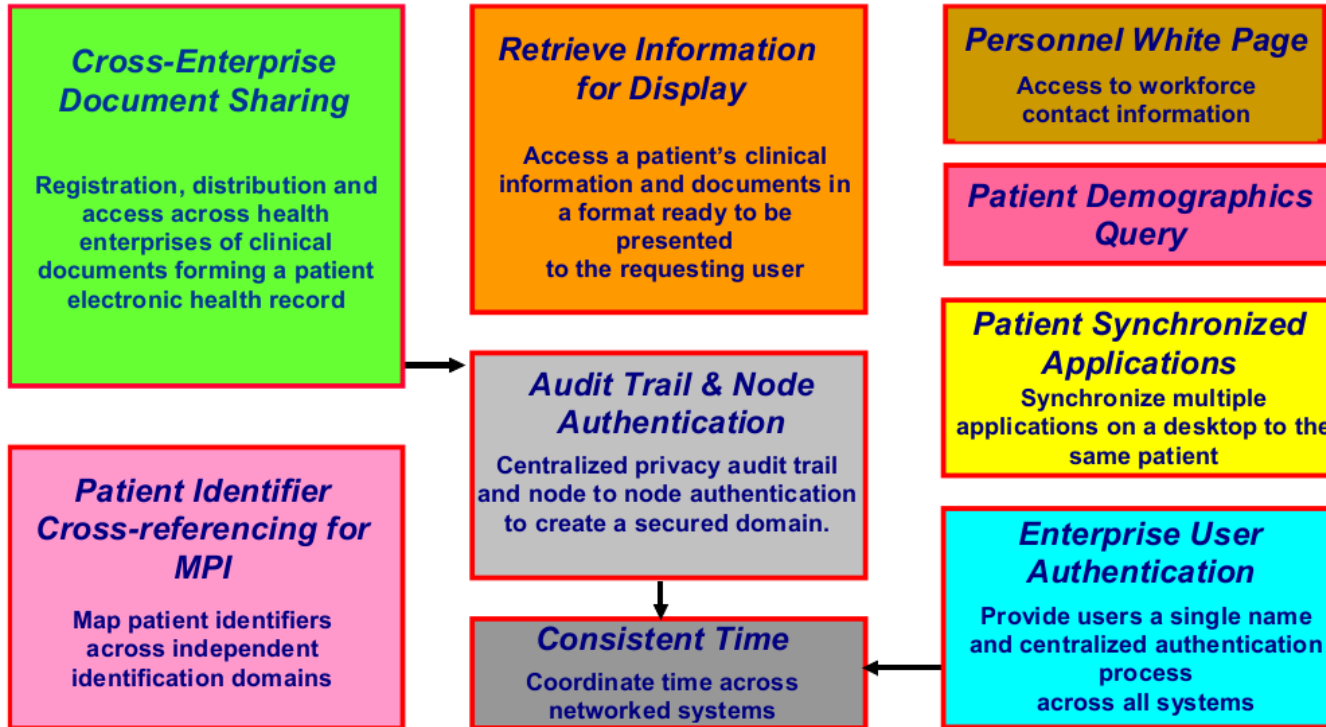 Cross-Enterprise
Document Sharing
Registration, distribution and
access across health
enterprises of clinical
documents forming a patient
electronic health record
Patient Identifier
Cross-referencing for
MPI
Map patient identifiers
across independent
identification domains
Retrieve Information
for Display
Access a patient’s clinical
information and documents in
a format ready to be
presented
to the requesting user
Audit Trail & Node
Authentication
Centralized privacy audit trail
and node to node authentication
to create a secured domain.
Consistent Time
Coordinate time across
networked systems
Personnel White Page
Access to workforce
contact information
Patient Demographics
Query
Patient Synchronized
Applications
Synchronize multiple
applications on a desktop to the
same patient
Enterprise User
Authentication
Provide users a single name
and centralized authentication
process
across all systems